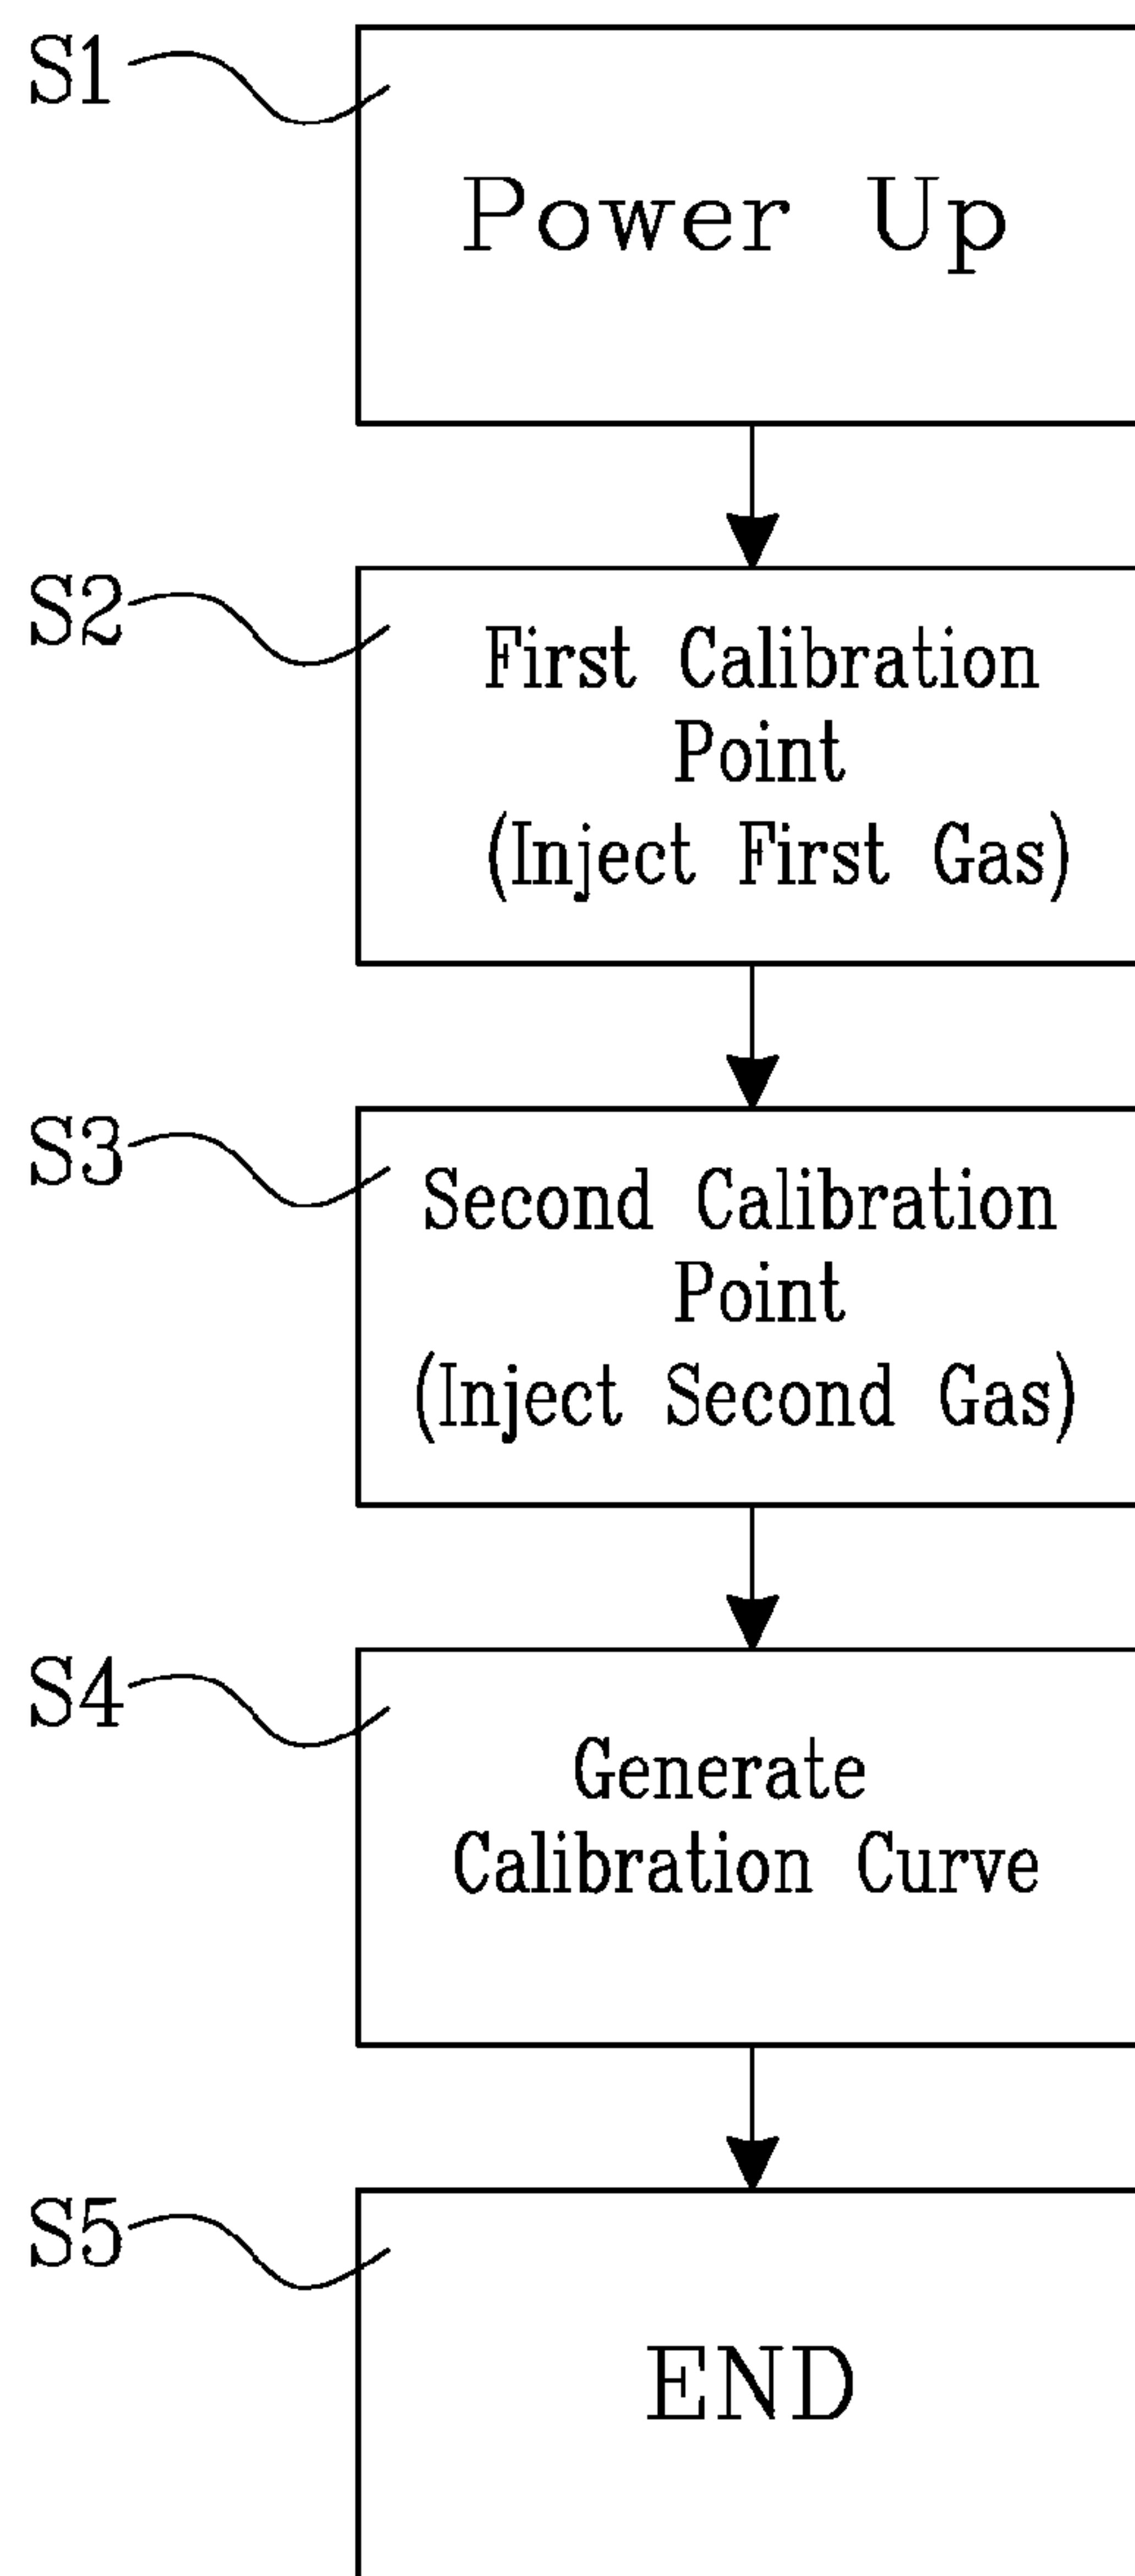 S1
Power Up
S2
First Calibration
Point
(Inject First Gas)
S3
Second Calibration
Point
(Inject Second Gas)
S4
Generate
Calibration Curve
S5
END